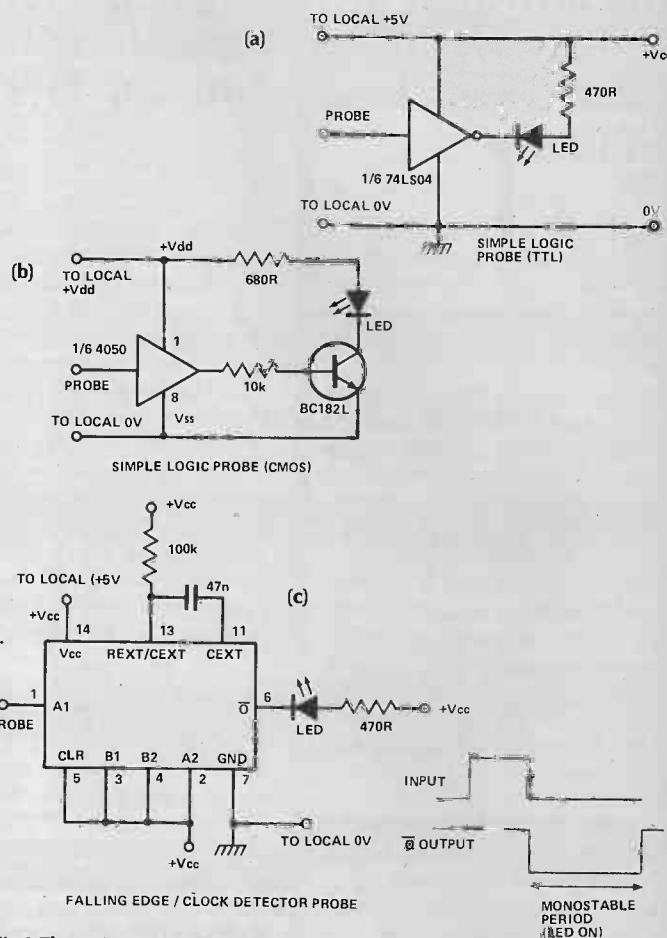 (a)
TO LOCAL +5V
+Vcc
470R
PROBE
LED
1/6 74LS04
TO LOCAL 0V
0V
SIMPLE LOGIC
PROBE (TTL)
(b)
+Vdd
TO LOCAL
+Vdd
680R
LED
1/6 4050
1
PROBE
10k
8
BC182L
TO LOCAL 0V
Vss
SIMPLE LOGIC PROBE (CMOS)
(c)
+Vcc
100k
47n
TO LOCAL (+5V
+Vcc
14
13
11
Vcc
REXT/CEXT
CEXT
1
A1
Q
6
LED
470R
+Vcc
PROBE
CLR
B1
B2
A2
GND
5
3
4
2
7
+Vcc
TO LOCAL 0V
INPUT
Q OUTPUT
MONOSTABLE
PERIOD
(LED ON)
FALLING EDGE / CLOCK DETECTOR PROBE